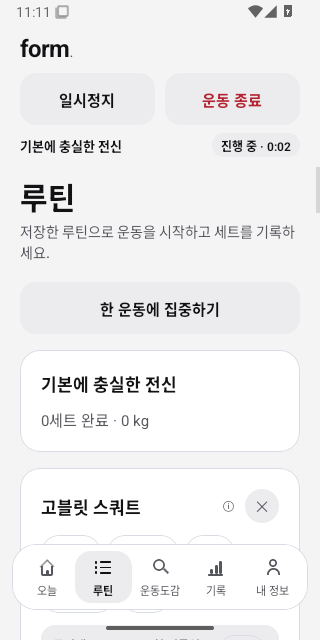 11:11
form.
일시정지
운동 종료
기본에 충실한 전신
진행 중 · 0:02
루틴
저장한 루틴으로 운동을 시작하고 세트를 기록하
세요.
한 운동에 집중하기
기본에 충실한 전신
0세트 완료 · 0 kg
고블릿 스쿼트
오늘
루틴
운동도감
기록
내 정보